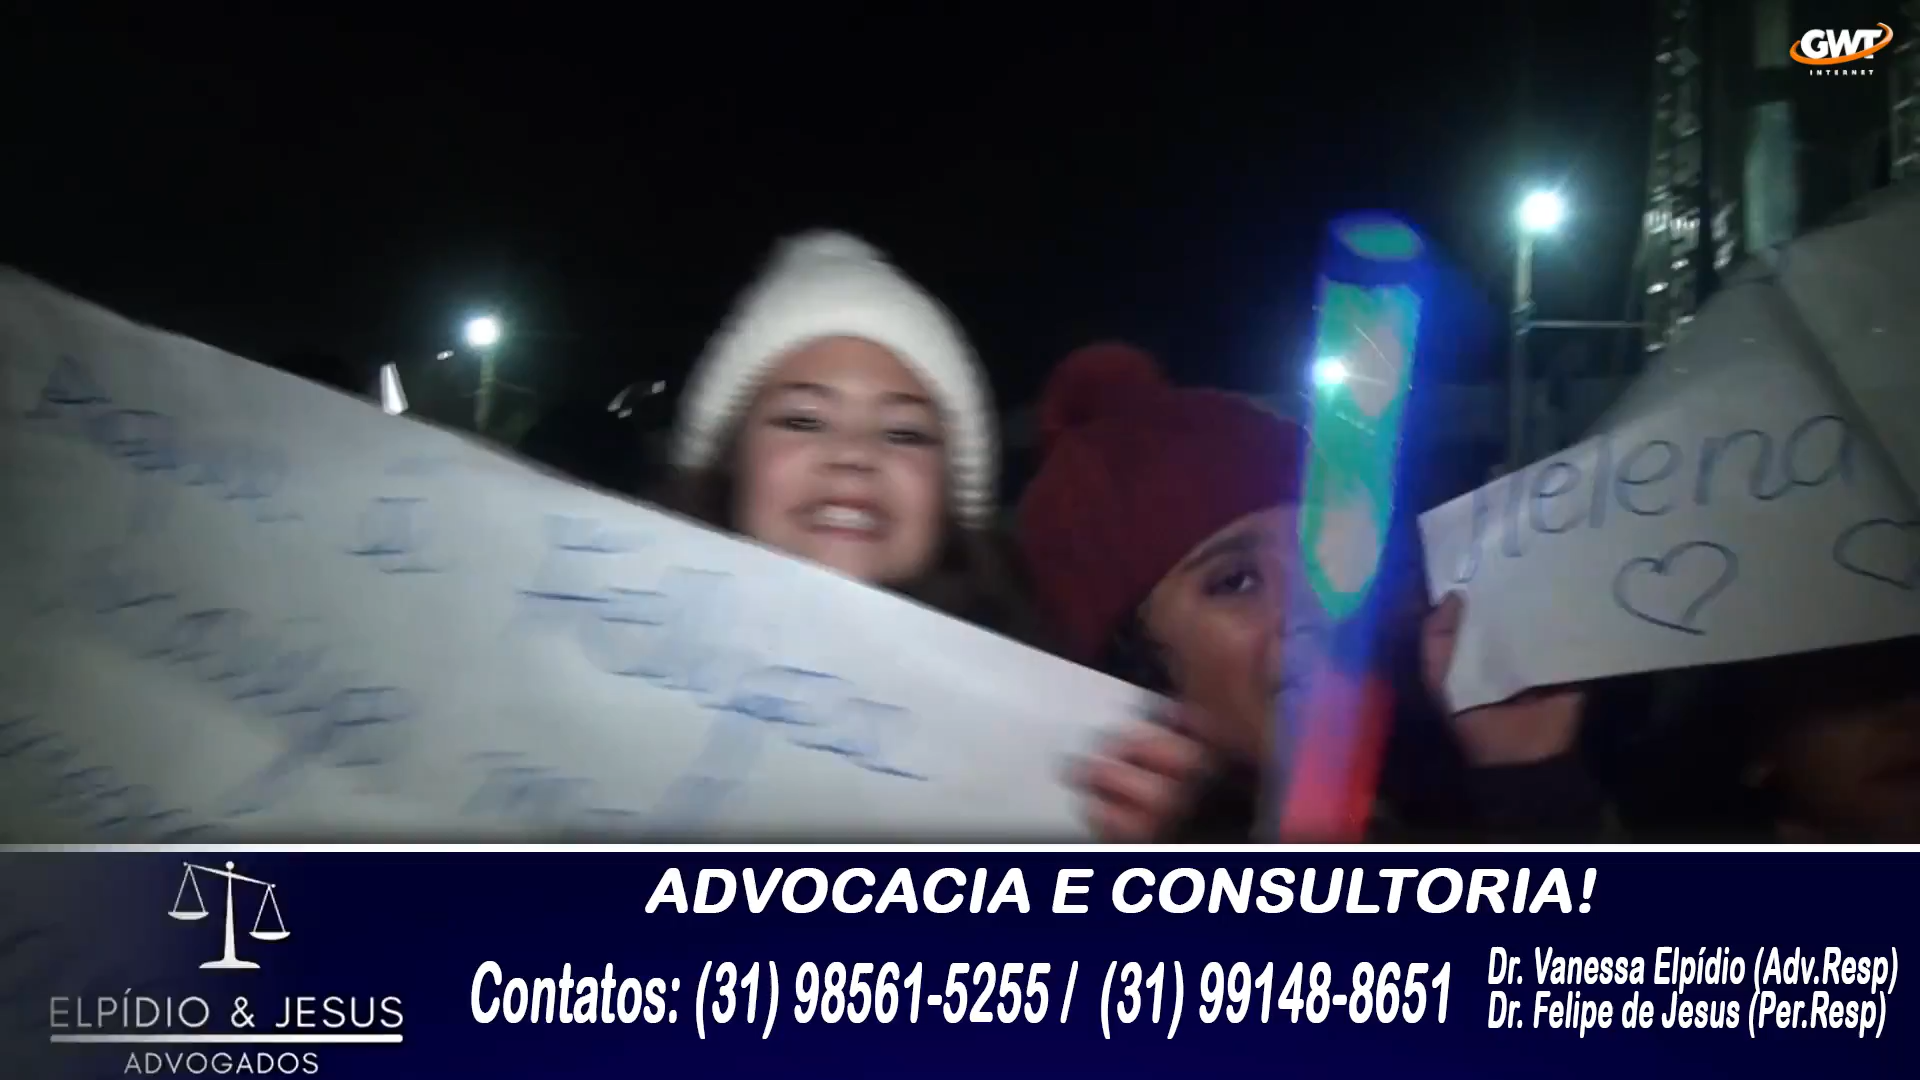 GWT
INTERNET
Helena
ADVOCACIA E CONSULTORIA!
Contatos: (31) 98561-5255 / (31) 99148-8651
Dr. Vanessa Elpídio (Adv.Resp)
Dr. Felipe de Jesus (Per.Resp)
ELPÍDIO & JESUS
ADVOGADOS